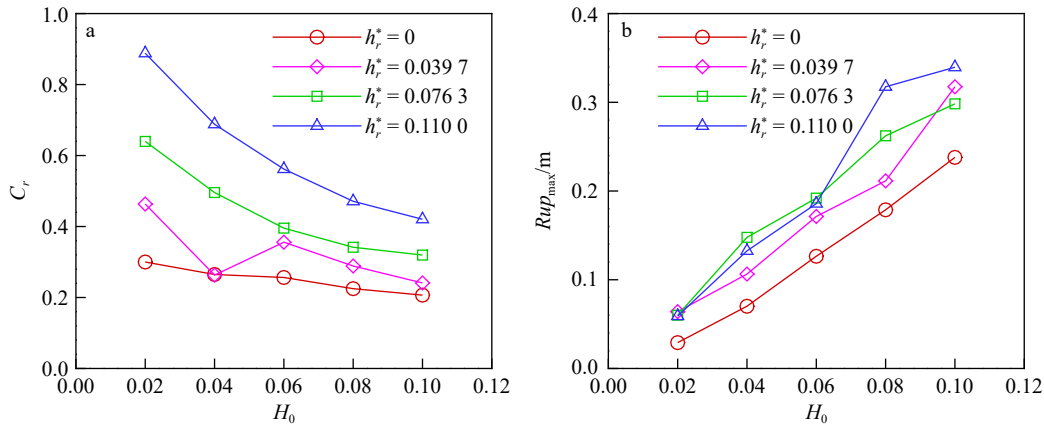 a
h*r = 0
h*r = 0.039 7
h*r = 0.076 3
h*r = 0.110 0
1.0
0.8
0.6
0.4
0.2
0.0
Cr
0.00 0.02 0.04 0.06 0.08 0.10 0.12
H0
b
h*r = 0
h*r = 0.039 7
h*r = 0.076 3
h*r = 0.110 0
0.4
0.3
0.2
0.1
0.0
Rupmax/m
0.00 0.02 0.04 0.06 0.08 0.10 0.12
H0